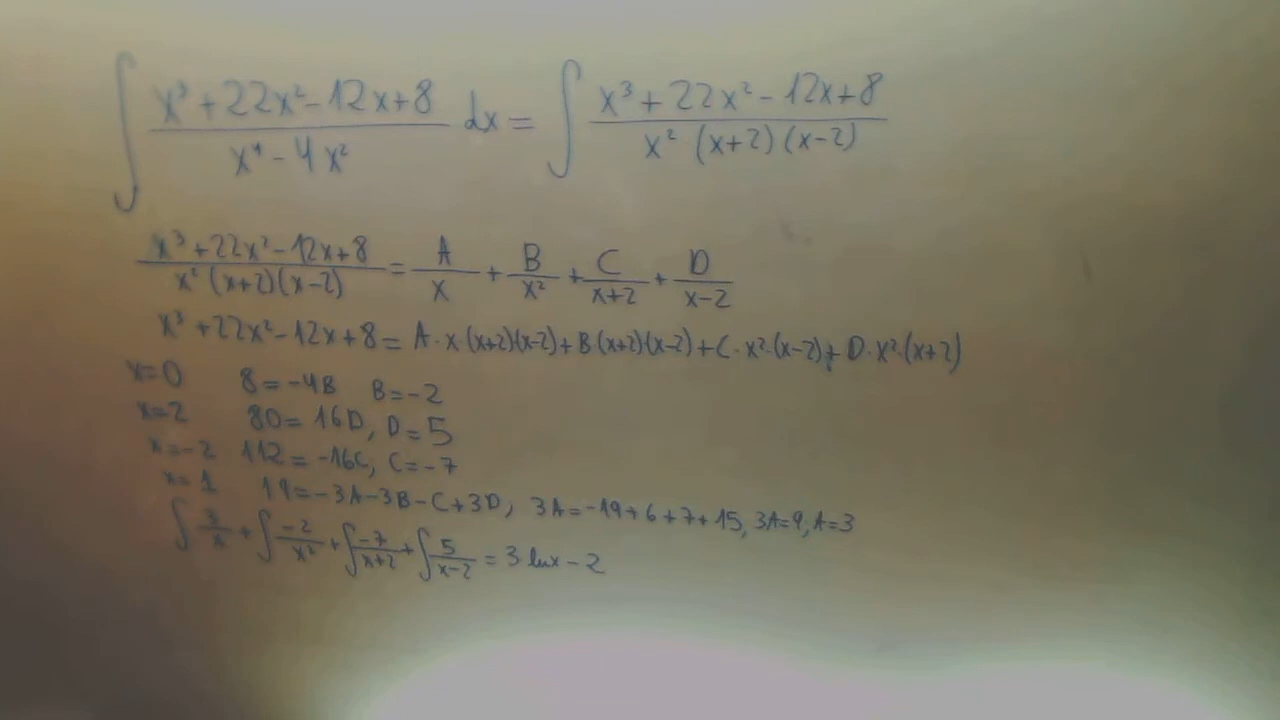 ∫ (x³ + 22x² - 12x + 8)/(x⁴ - 4x²) dx = ∫ (x³ + 22x² - 12x + 8)/(x² (x+2) (x-2))
(x³ + 22x² - 12x + 8)/(x² (x+2)(x-2)) = A/x + B/x² + C/(x+2) + D/(x-2)
x³ + 22x² - 12x + 8 = A·x·(x+2)(x-2) + B(x+2)(x-2) + C·x²·(x-2) + D·x²·(x+2)
x=0 8 = -4B B = -2
x=2 80 = 16D, D = 5
x=-2 112 = -16C, C = -7
x=1 19 = -3A - 3B - C + 3D; 3A = -19 + 6 + 7 + 15, 3A = 9, A = 3
∫ 3/x + ∫ -2/x² + ∫ -7/(x+2) + ∫ 5/(x-2) = 3 lnx - 2